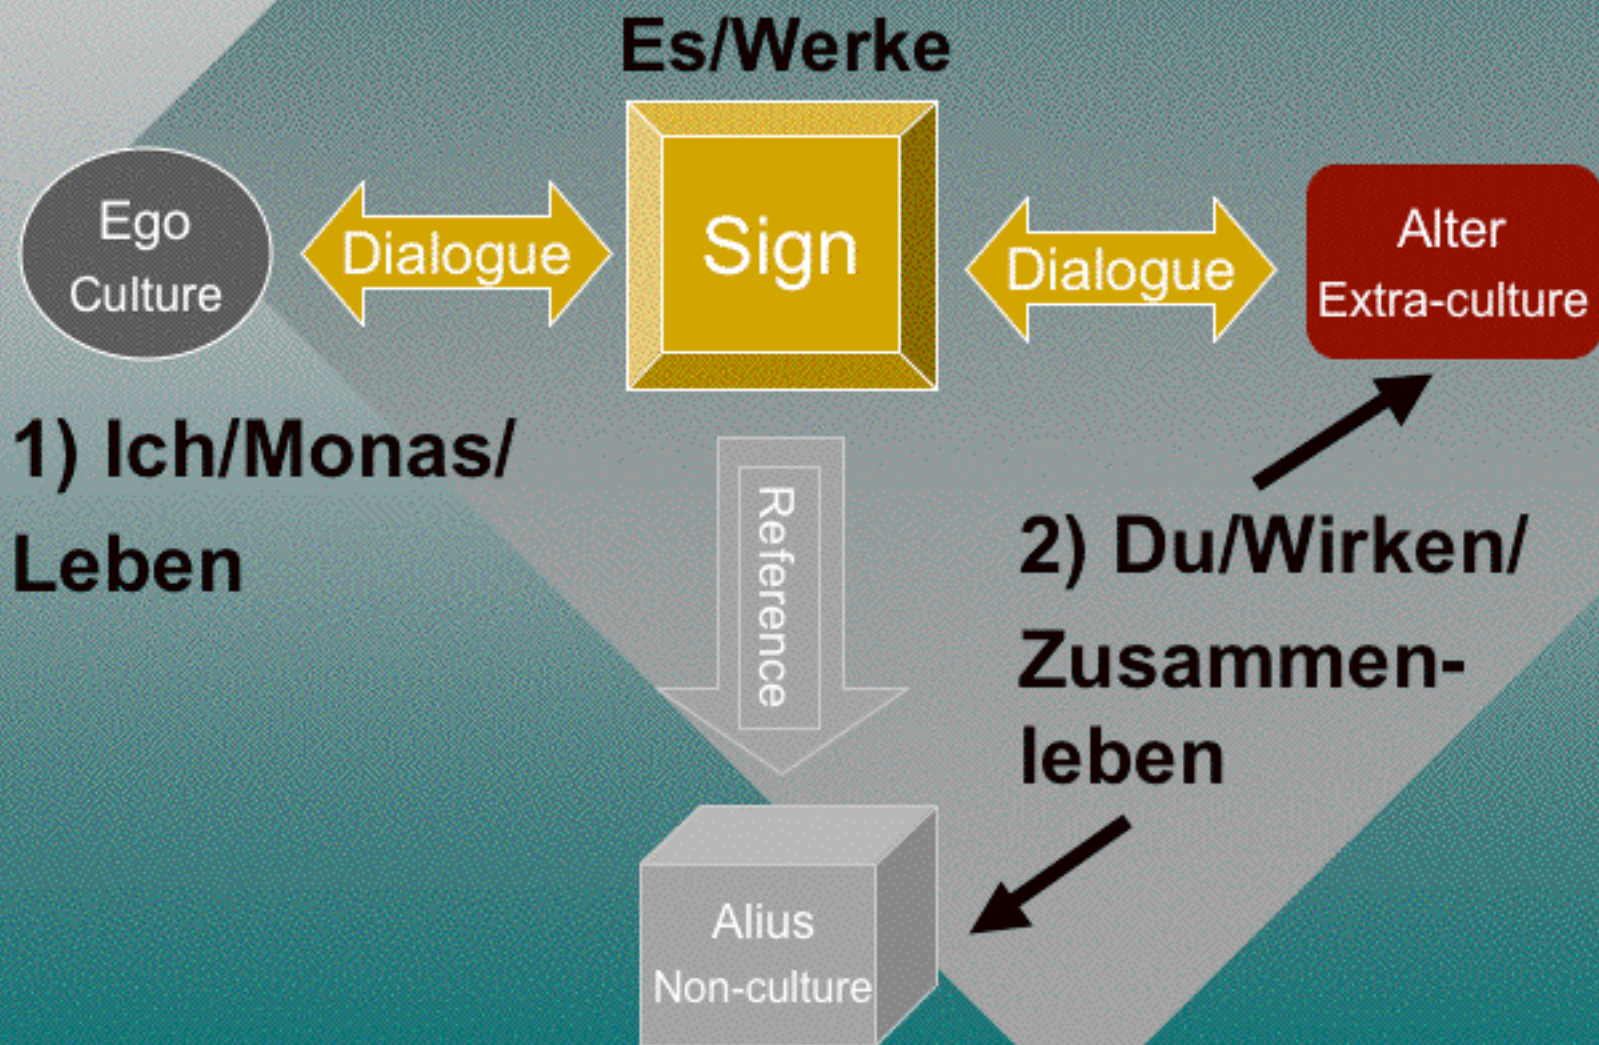 Es/Werke
Ego
Culture
Dialogue
Sign
Dialogue
Alter
Extra-culture
1) Ich/Monas/
Leben
Reference
2) Du/Wirken/
Zusammen-
leben
Alius
Non-culture